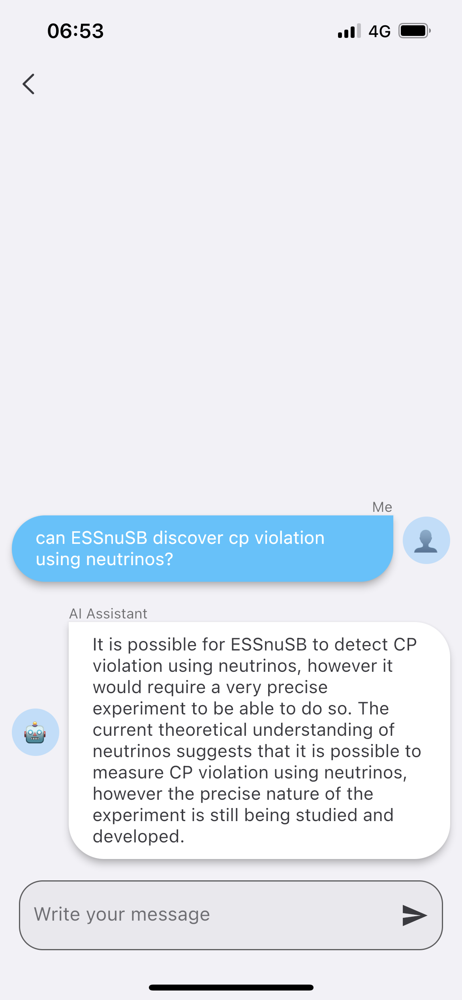 06:53
4G
Me
can ESSnuSB discover cp violation
using neutrinos?
AI Assistant
It is possible for ESSnuSB to detect CP
violation using neutrinos, however it
would require a very precise
experiment to be able to do so. The
current theoretical understanding of
neutrinos suggests that it is possible to
measure CP violation using neutrinos,
however the precise nature of the
experiment is still being studied and
developed.
Write your message